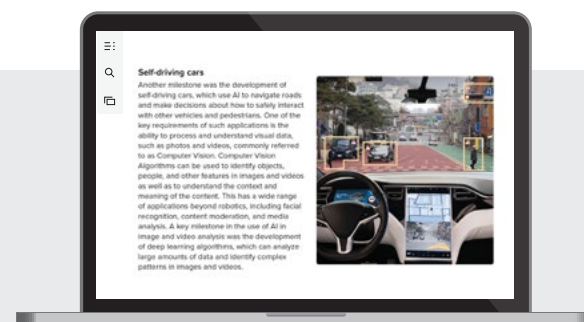 Self-driving cars
Another milestone was the development of
self-driving cars, which use AI to navigate roads
and make decisions about how to safely interact
with other vehicles and pedestrians. One of the
key requirements of such applications is the
ability to process and understand visual data,
such as photos and videos, commonly referred
to as Computer Vision. Computer Vision
Algorithms can be used to identify objects,
people, and other features in images and videos
as well as to understand the context and
meaning of the content. This has a wide range
of applications beyond robotics, including facial
recognition, content moderation, and media
analysis. A key milestone in the use of AI in
image and video analysis was the development
of deep learning algorithms, which can analyze
large amounts of data and identify complex
patterns in images and videos.